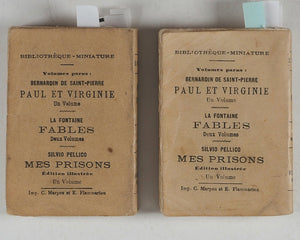 BIBLIOTHÈQUE-MINIATURE
Volumes parus :
BERNARDIN DE SAINT-PIERRE
PAUL ET VIRGINIE
Un Volume
LA FONTAINE
FABLES
Deux Volumes
SILVIO PELLICO
MES PRISONS
Édition illustrée
Un Volume
Imp. C. Marpon et E. Flammarion.
BIBLIOTHÈQUE-MINIATURE
Volumes parus :
BERNARDIN DE SAINT-PIERRE
PAUL ET VIRGINIE
Un Volume
LA FONTAINE
FABLES
Deux Volumes
SILVIO PELLICO
MES PRISONS
Édition illustrée
Un Volume
Imp. C. Marpon et E. Flammarion.